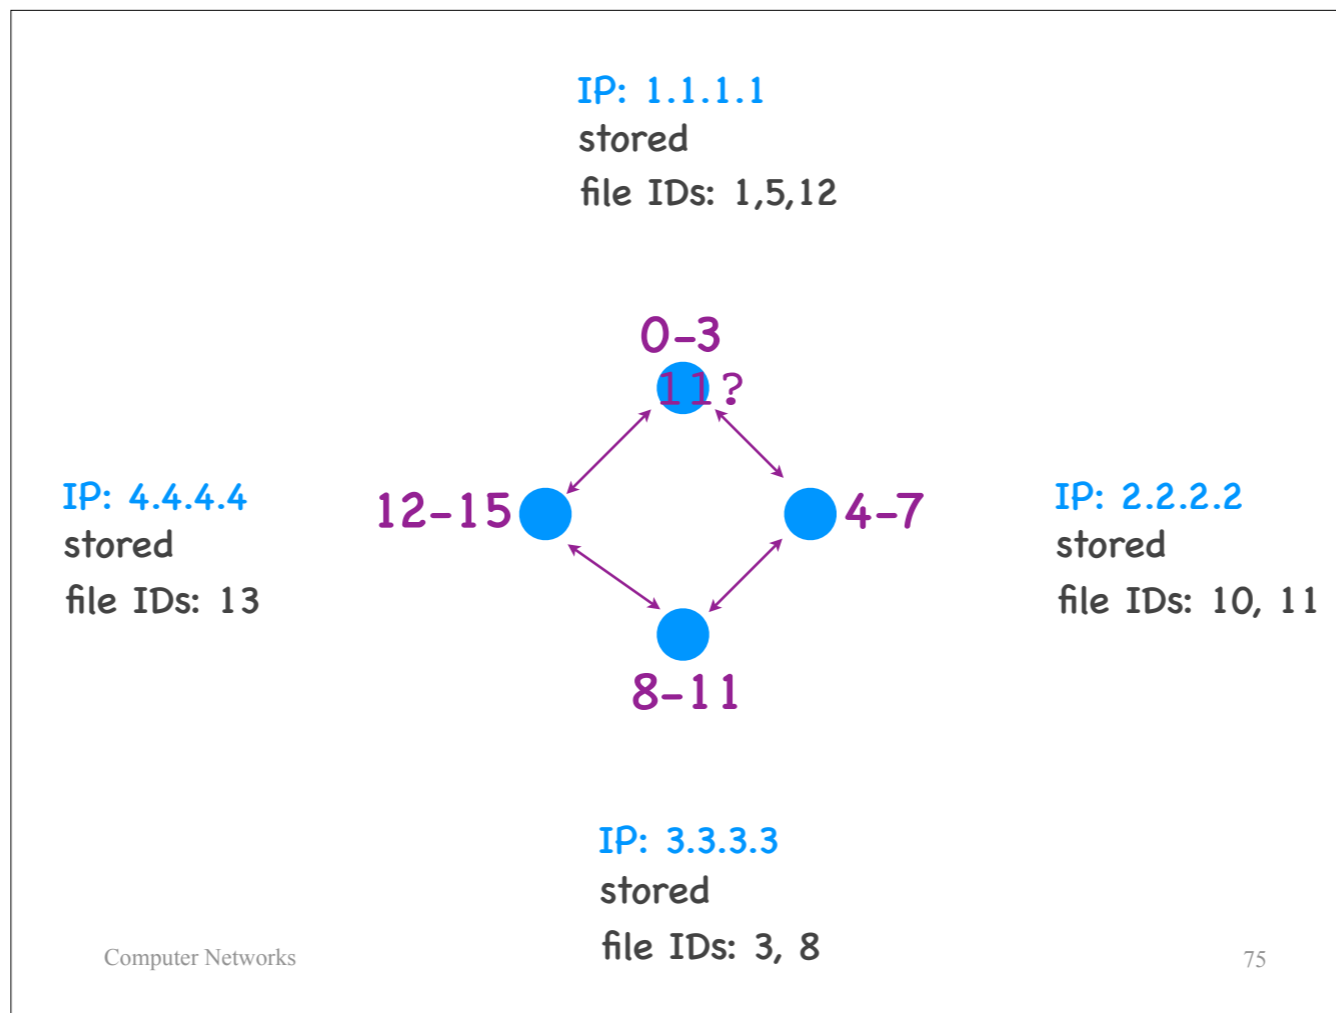 IP: 1.1.1.1
stored
file IDs: 1,5,12
0-3
11?
IP: 4.4.4.4
stored
file IDs: 13
12-15
4-7
IP: 2.2.2.2
stored
file IDs: 10, 11
8-11
IP: 3.3.3.3
stored
file IDs: 3, 8
Computer Networks
75